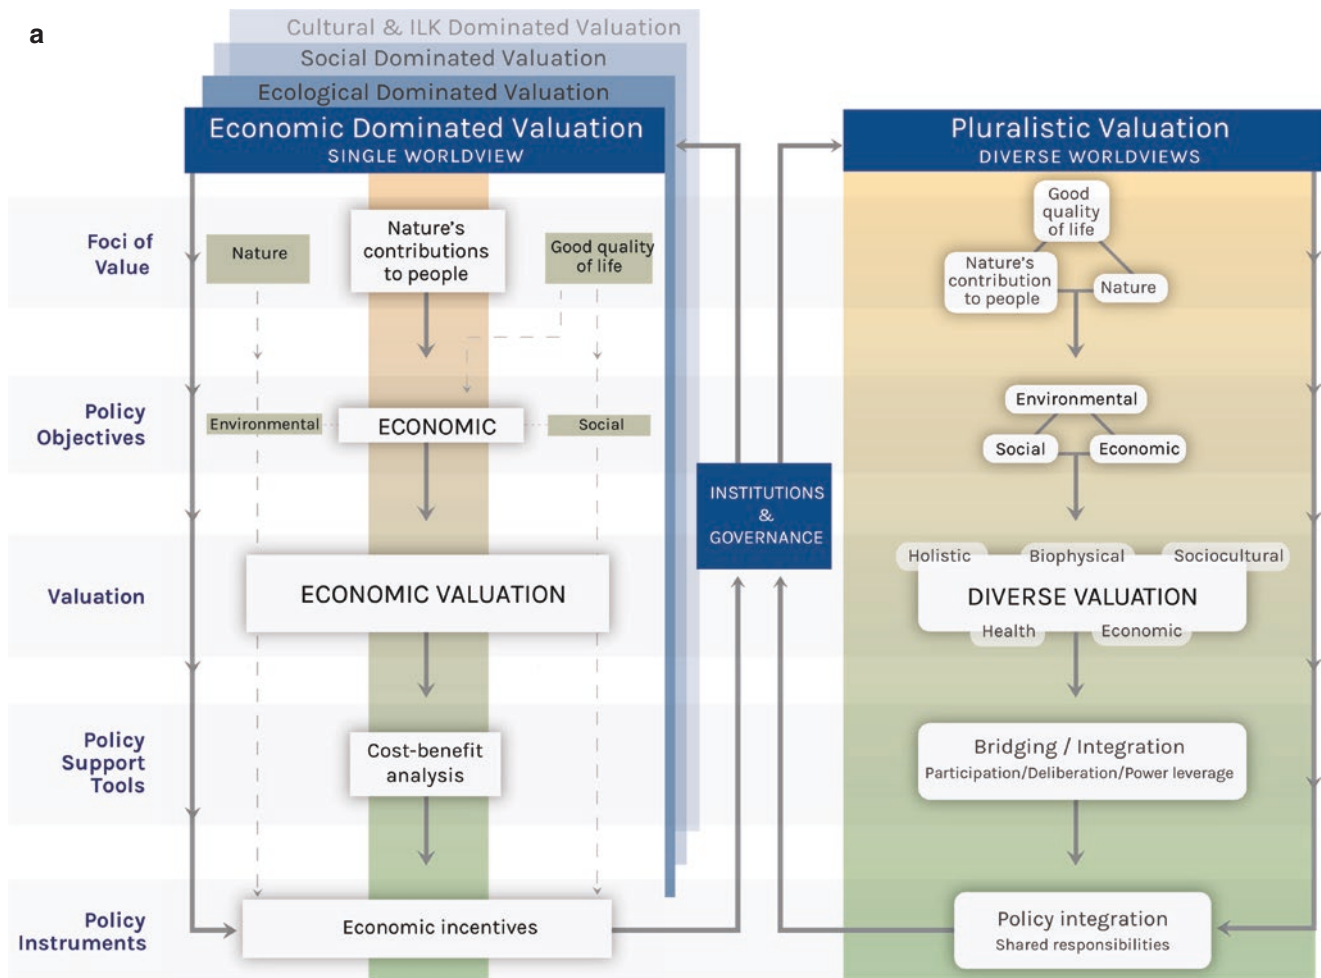 a
Cultural & ILK Dominated Valuation
Social Dominated Valuation
Ecological Dominated Valuation
Economic Dominated Valuation
SINGLE WORLDVIEW
Pluralistic Valuation
DIVERSE WORLDVIEWS
Foci of
Value
Nature
Nature's
contributions
to people
Good quality
of life
Good
quality
of life
Nature's
contribution
to people
Nature
Policy
Objectives
Environmental
ECONOMIC
Social
Environmental
Social
Economic
INSTITUTIONS
&
GOVERNANCE
Valuation
ECONOMIC VALUATION
Holistic
Biophysical
Sociocultural
DIVERSE VALUATION
Health
Economic
Policy
Support
Tools
Cost-benefit
analysis
Bridging / Integration
Participation/Deliberation/Power leverage
Policy
Instruments
Economic incentives
Policy integration
Shared responsibilities